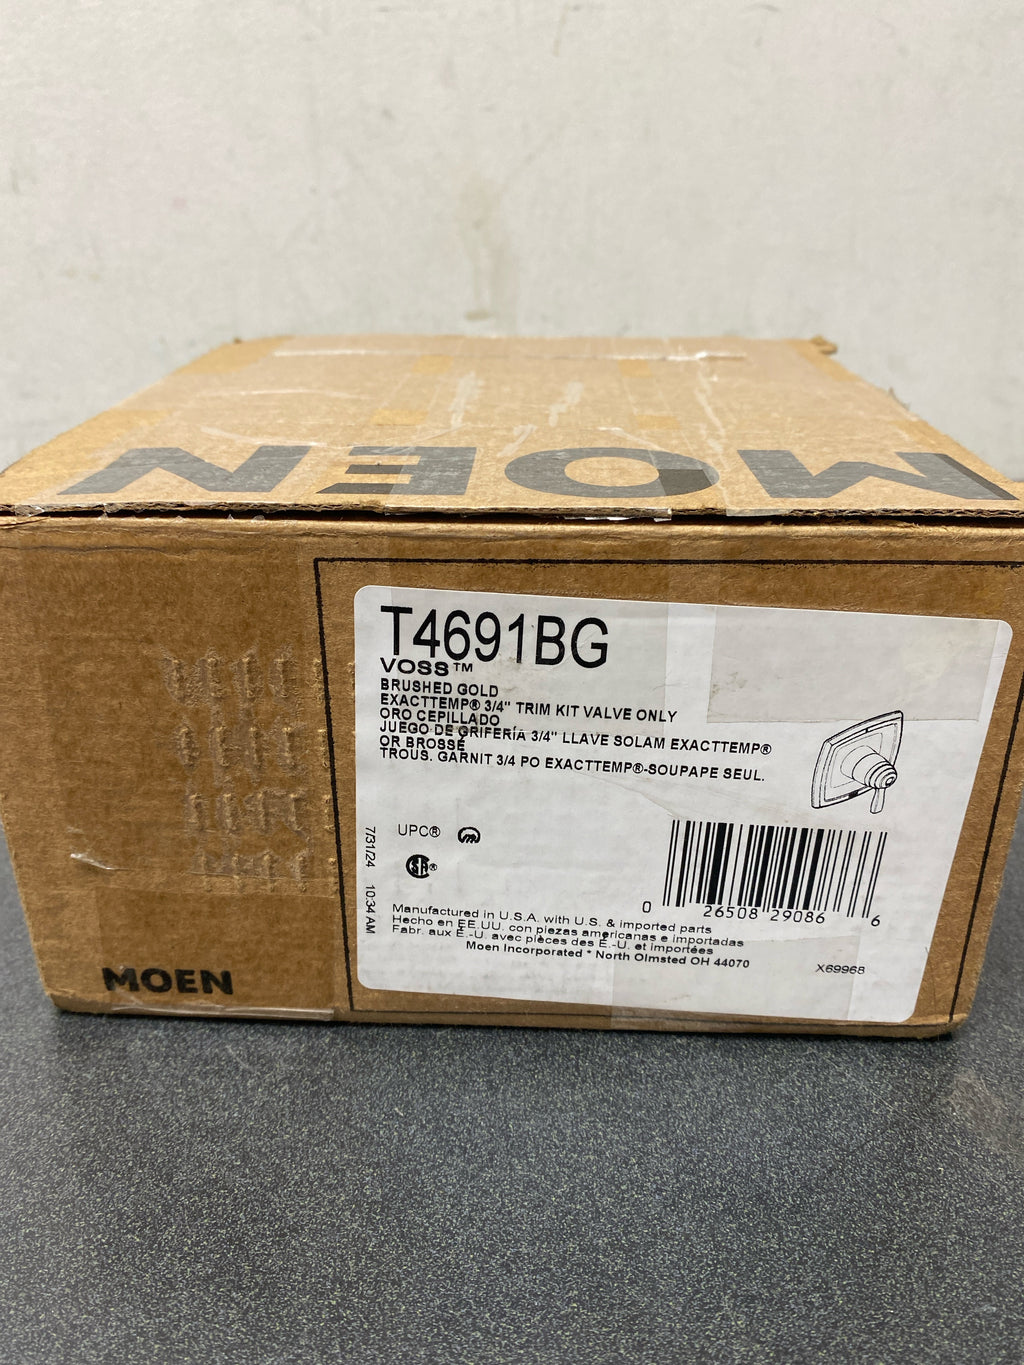 MOEN
T4691BG
VOSS™
BRUSHED GOLD
EXACTTEMP® 3/4" TRIM KIT VALVE ONLY
ORO CEPILLADO
JUEGO DE GRIFERÍA 3/4" LLAVE SOLAM EXACTTEMP®
OR BROSSÉ
TROUS. GARNIT 3/4 PO EXACTTEMP®-SOUPAPE SEUL.
UPC®
CSA®
7/31/24 10:34 AM
0 26508 29086 6
Manufactured in U.S.A. with U.S. & imported parts
Hecho en EE.UU. con piezas americanas e importadas
Fabr. aux É.-U. avec pièces des É.-U. et importées
Moen Incorporated * North Olmsted OH 44070
X69968
MOEN